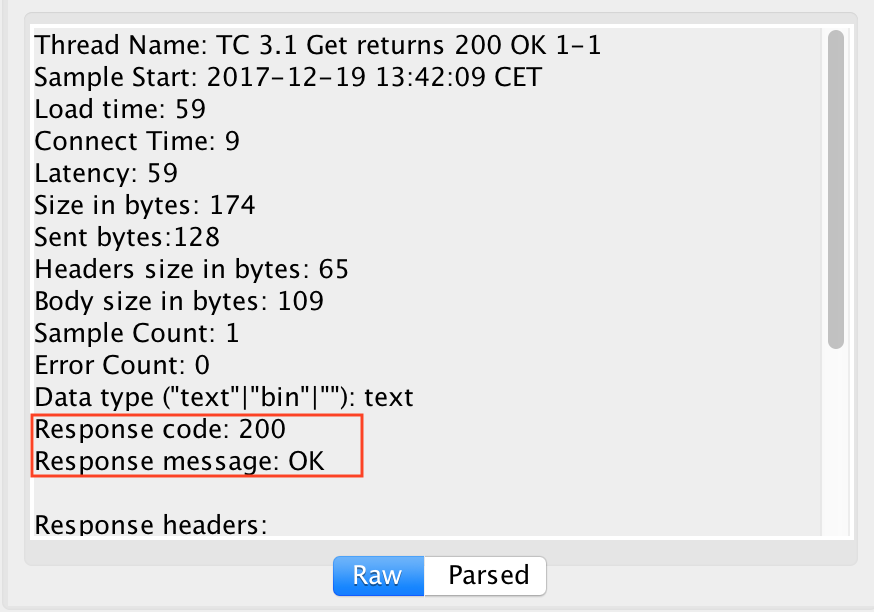 Thread Name: TC 3.1 Get returns 200 OK 1-1
Sample Start: 2017-12-19 13:42:09 CET
Load time: 59
Connect Time: 9
Latency: 59
Size in bytes: 174
Sent bytes:128
Headers size in bytes: 65
Body size in bytes: 109
Sample Count: 1
Error Count: 0
Data type ("text"|"bin"|""): text
Response code: 200
Response message: OK
Response headers:
Raw Parsed